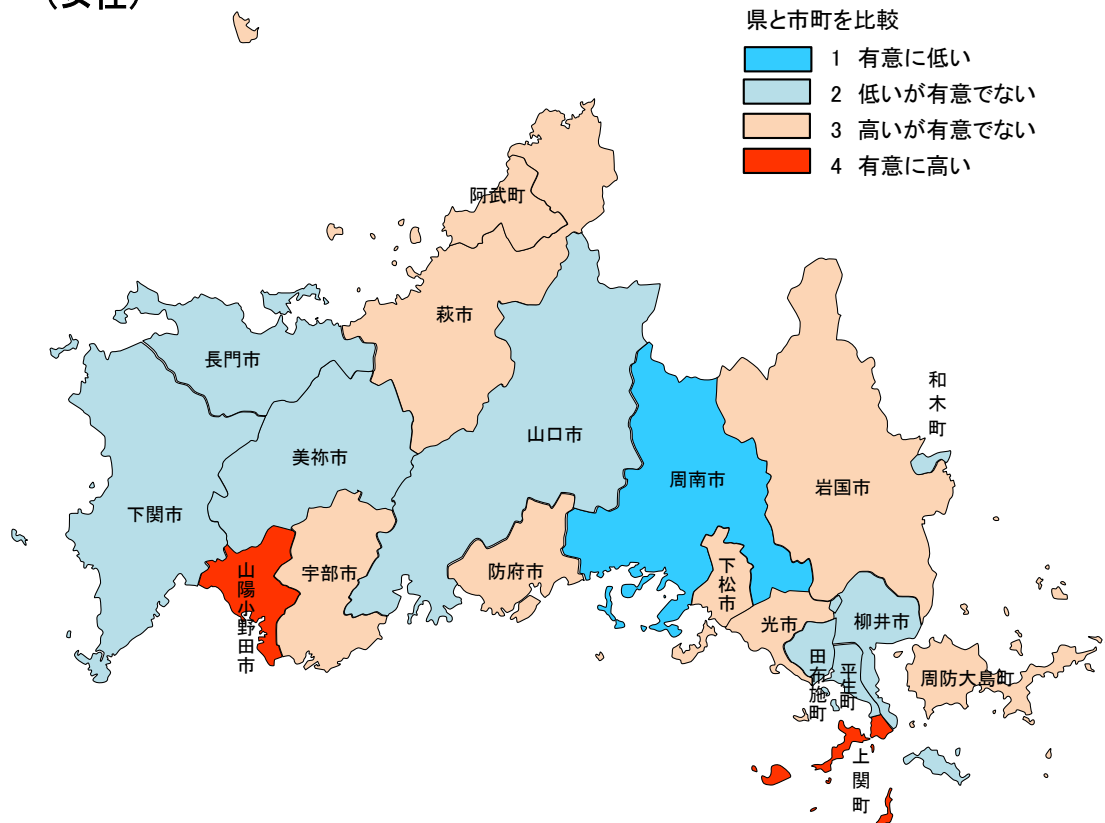 （女性）
県と市町を比較
1 有意に低い
2 低いが有意でない
3 高いが有意でない
4 有意に高い
阿武町
萩市
長門市
和木町
山口市
美祢市
周南市
岩国市
下関市
宇部市
防府市
下松市
山陽小野田市
光市
柳井市
田布施町
平生町
周防大島町
上関町